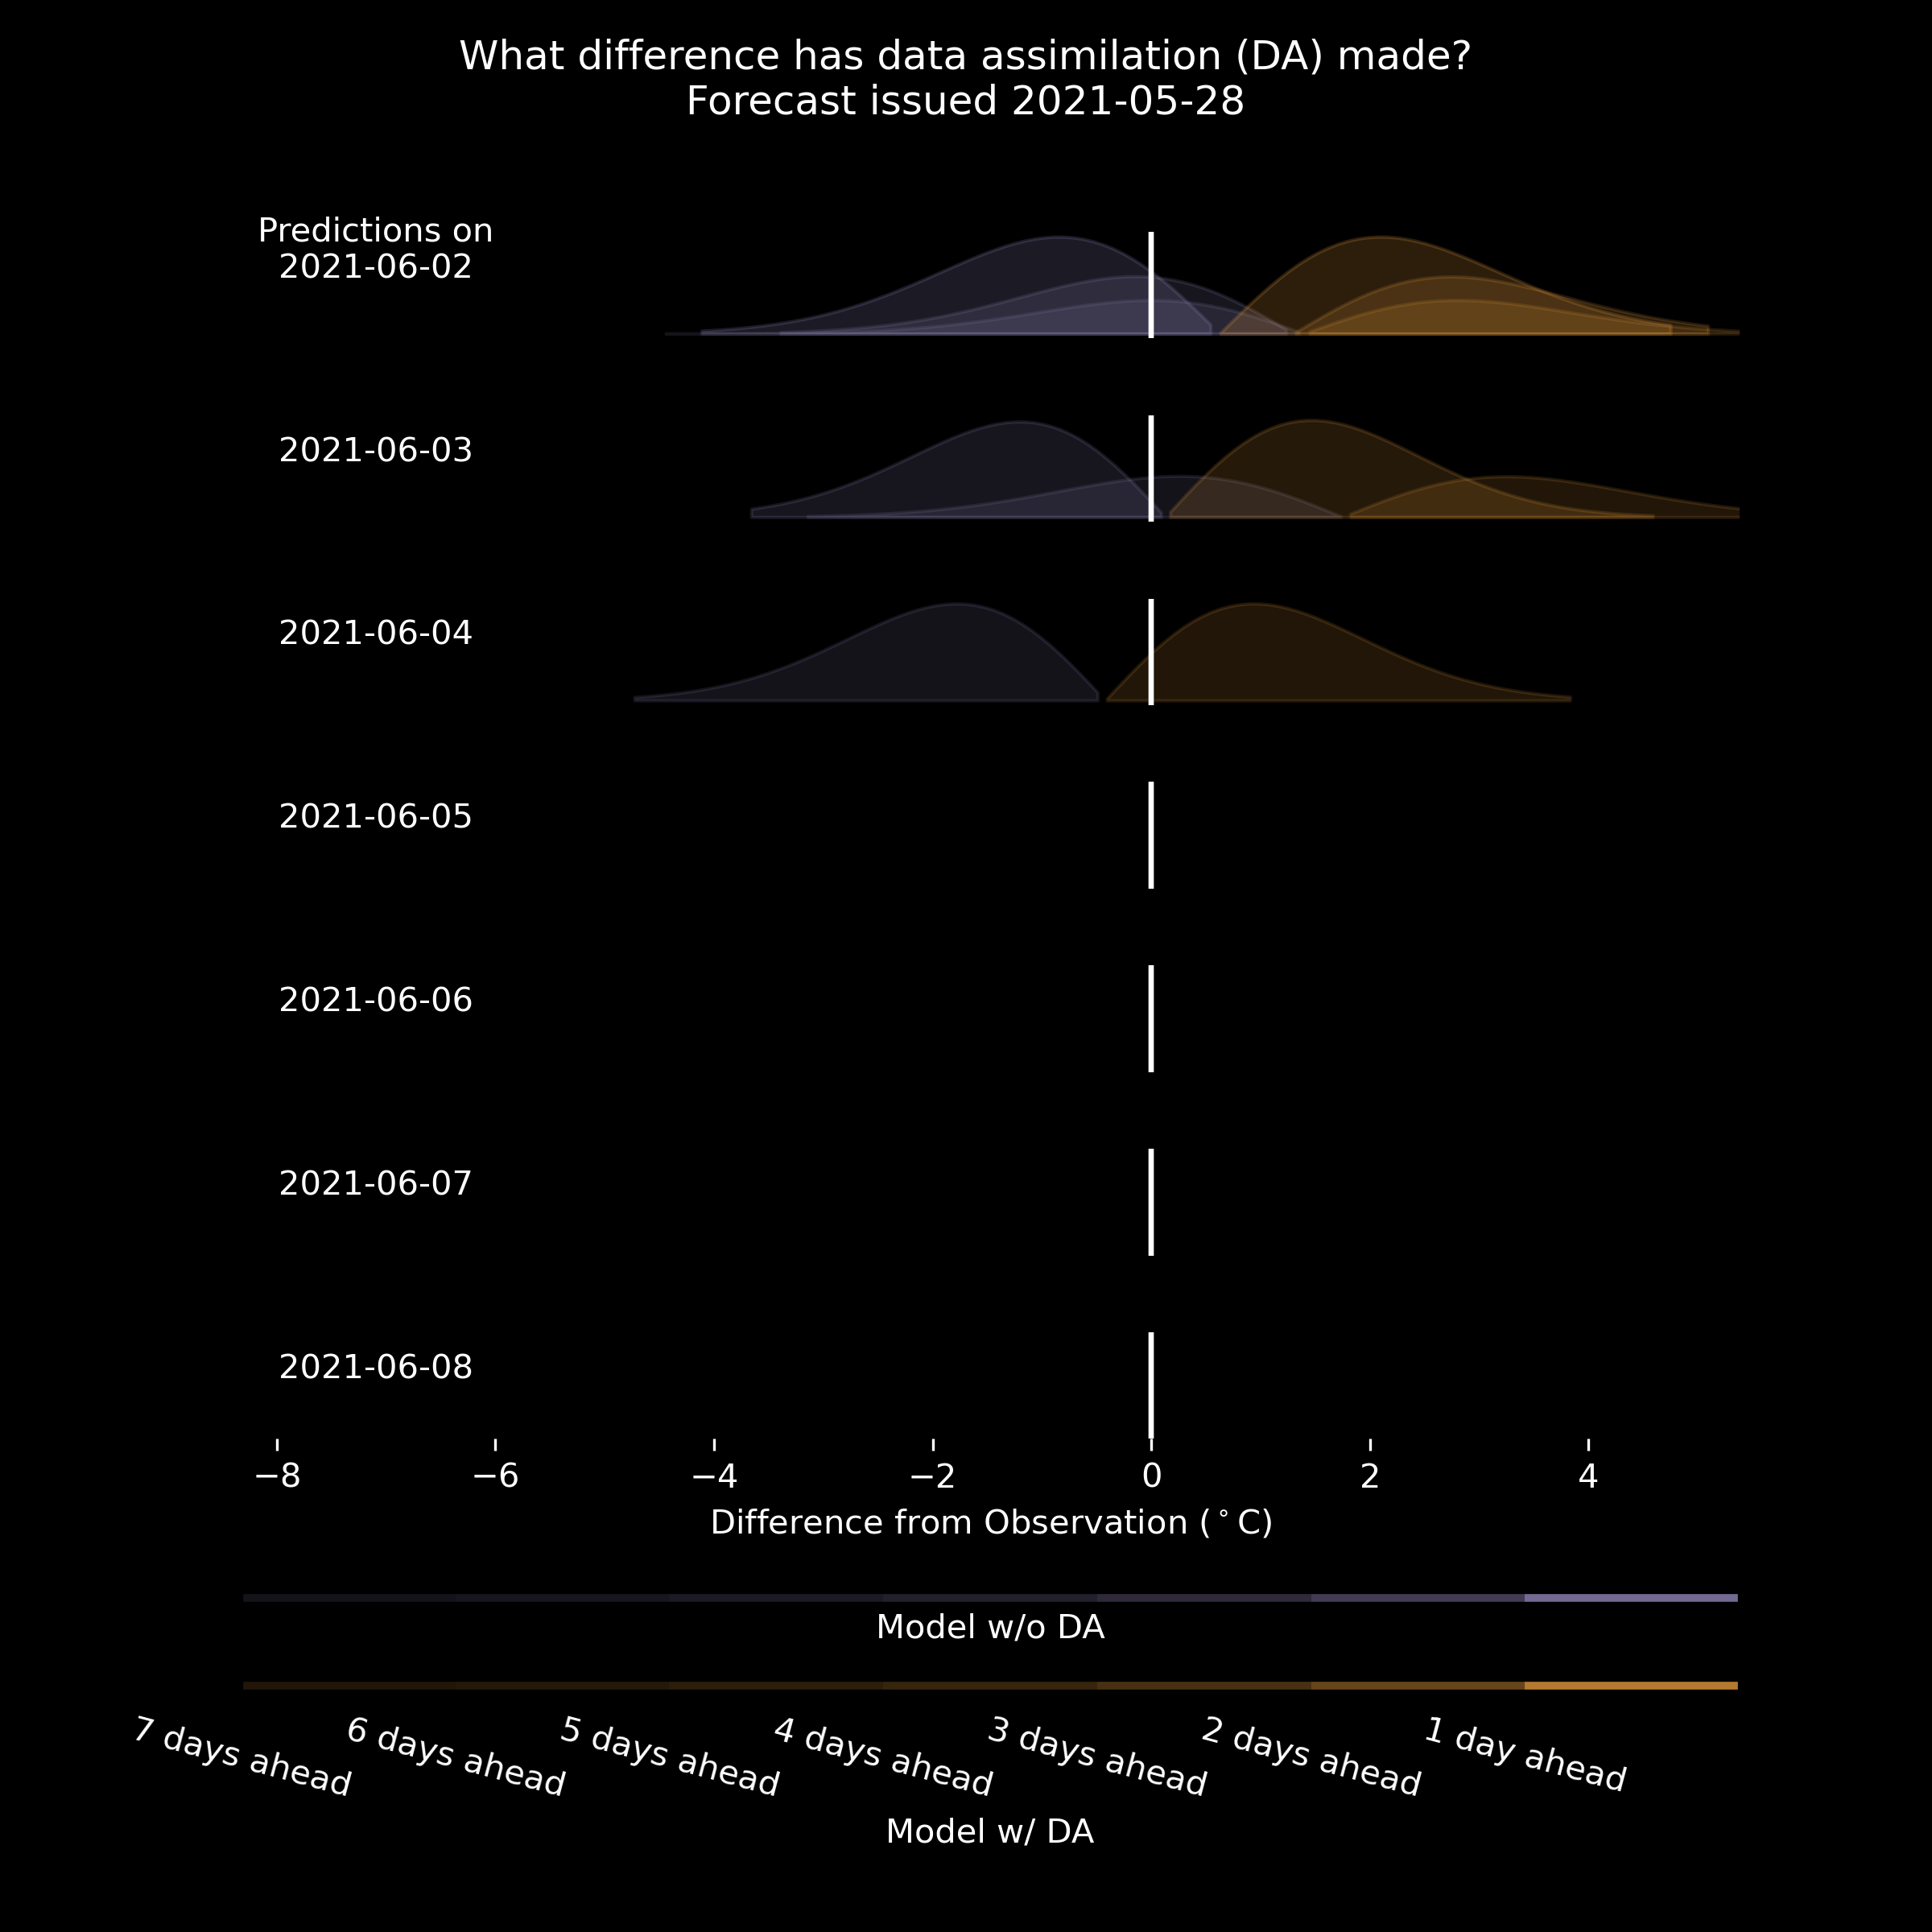 What difference has data assimilation (DA) made?
Forecast issued 2021-05-28
Predictions on
2021-06-02
2021-06-03
2021-06-04
2021-06-05
2021-06-06
2021-06-07
2021-06-08
−8 −6 −4 −2 0 2 4
Difference from Observation (°C)
Model w/o DA
7 days ahead 6 days ahead 5 days ahead 4 days ahead 3 days ahead 2 days ahead 1 day ahead
Model w/ DA